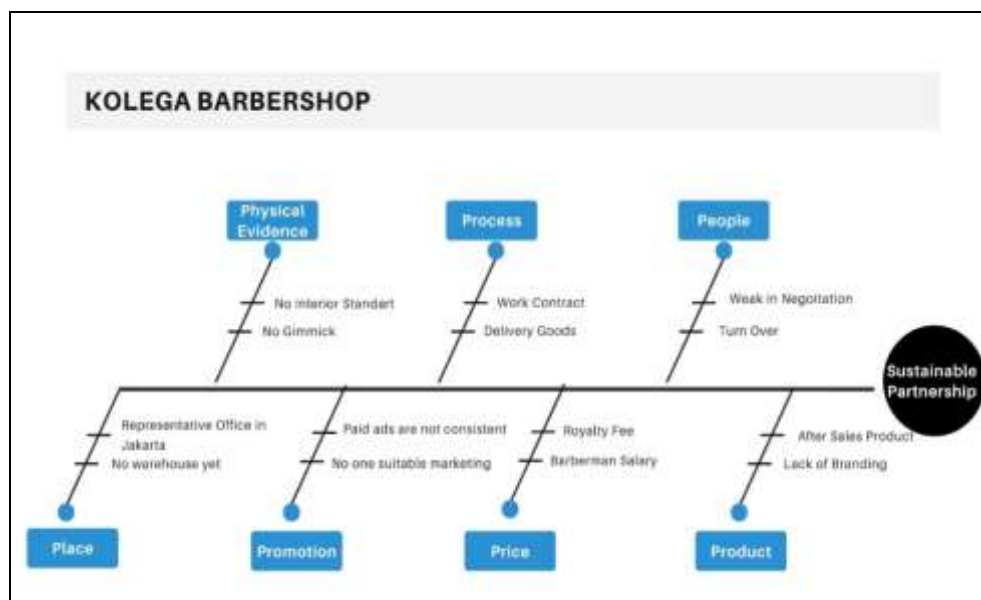 KOLEGA BARBERSHOP
Physical
Evidence
Process
People
No Interior Standart
No Gimmick
Work Contract
Delivery Goods
Weak in Negoitation
Turn Over
Sustainable
Partnership
Representative Office in
Jakarta
No warehouse yet
Paid ads are not consistent
No one suitable marketing
Royalty Fee
Barberman Salary
After Sales Product
Lack of Branding
Place
Promotion
Price
Product